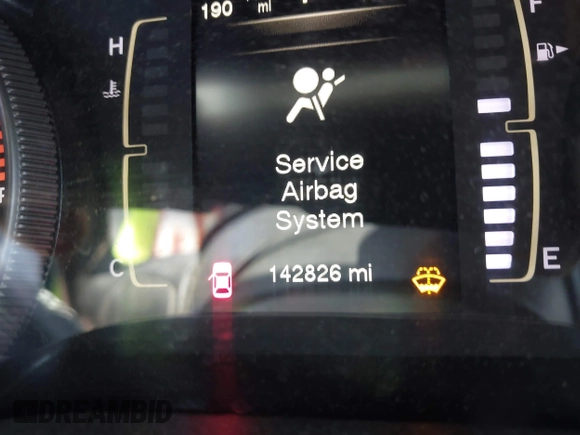 190 mi
F
H
Service
Airbag
System
C
142826 mi
E
F
DREAMBID